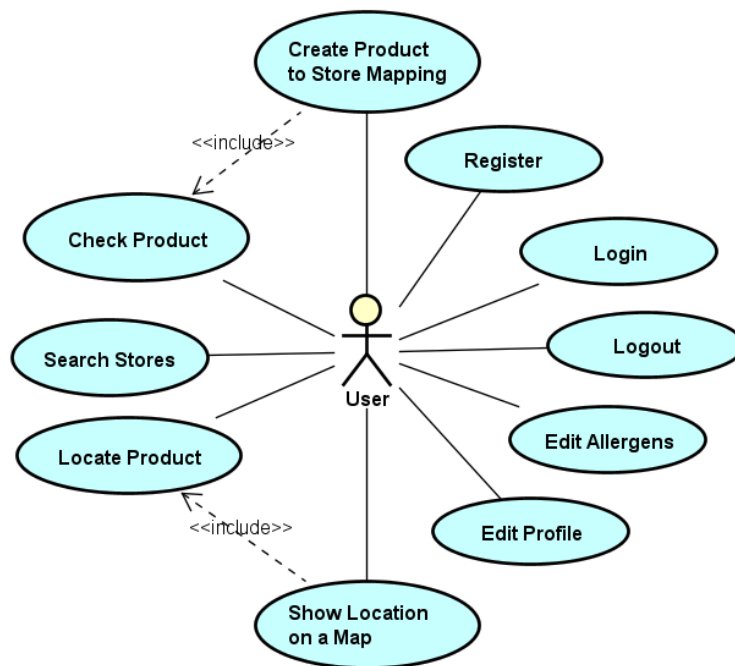 Create Product
to Store Mapping
<<include>>
Register
Check Product
Login
Search Stores
Logout
User
Edit Allergens
Locate Product
<<include>>
Edit Profile
Show Location
on a Map